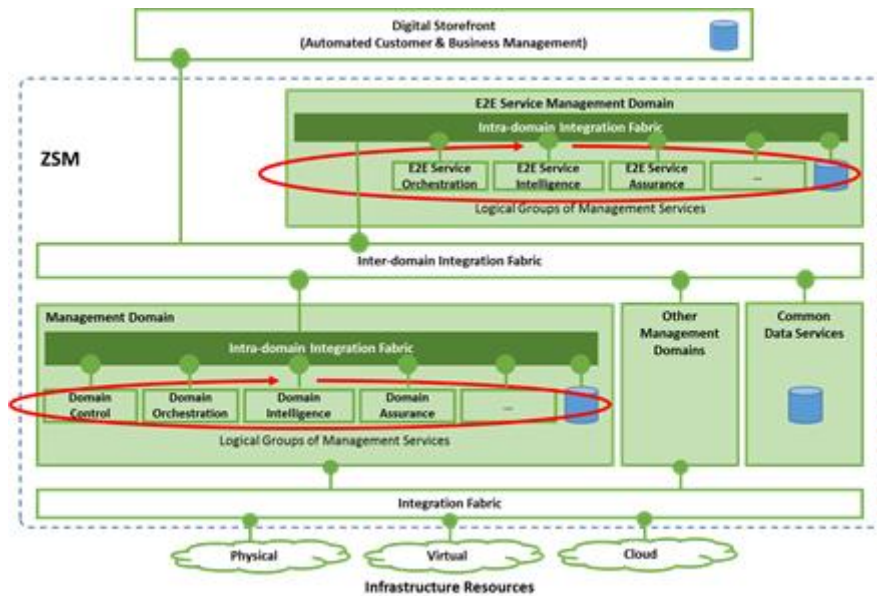 Digital Storefront
(Automated Customer & Business Management)
ZSM
E2E Service Management Domain
Intra-domain Integration Fabric
E2E Service
Orchestration
E2E Service
Intelligence
E2E Service
Assurance
...
Logical Groups of Management Services
Inter-domain Integration Fabric
Management Domain
Intra-domain Integration Fabric
Domain
Control
Domain
Orchestration
Domain
Intelligence
Domain
Assurance
...
Logical Groups of Management Services
Other
Management
Domains
Common
Data Services
Integration Fabric
Physical
Virtual
Cloud
Infrastructure Resources